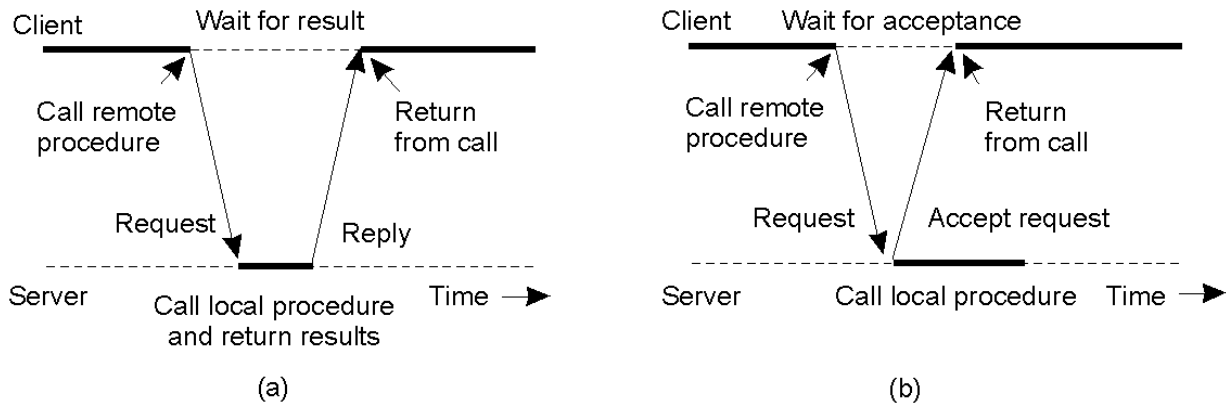 Client
Wait for result
Call remote
procedure
Return
from call
Request
Reply
Server
Call local procedure
and return results
Time
(a)
Client
Wait for acceptance
Call remote
procedure
Return
from call
Request
Accept request
Server
Call local procedure
Time
(b)